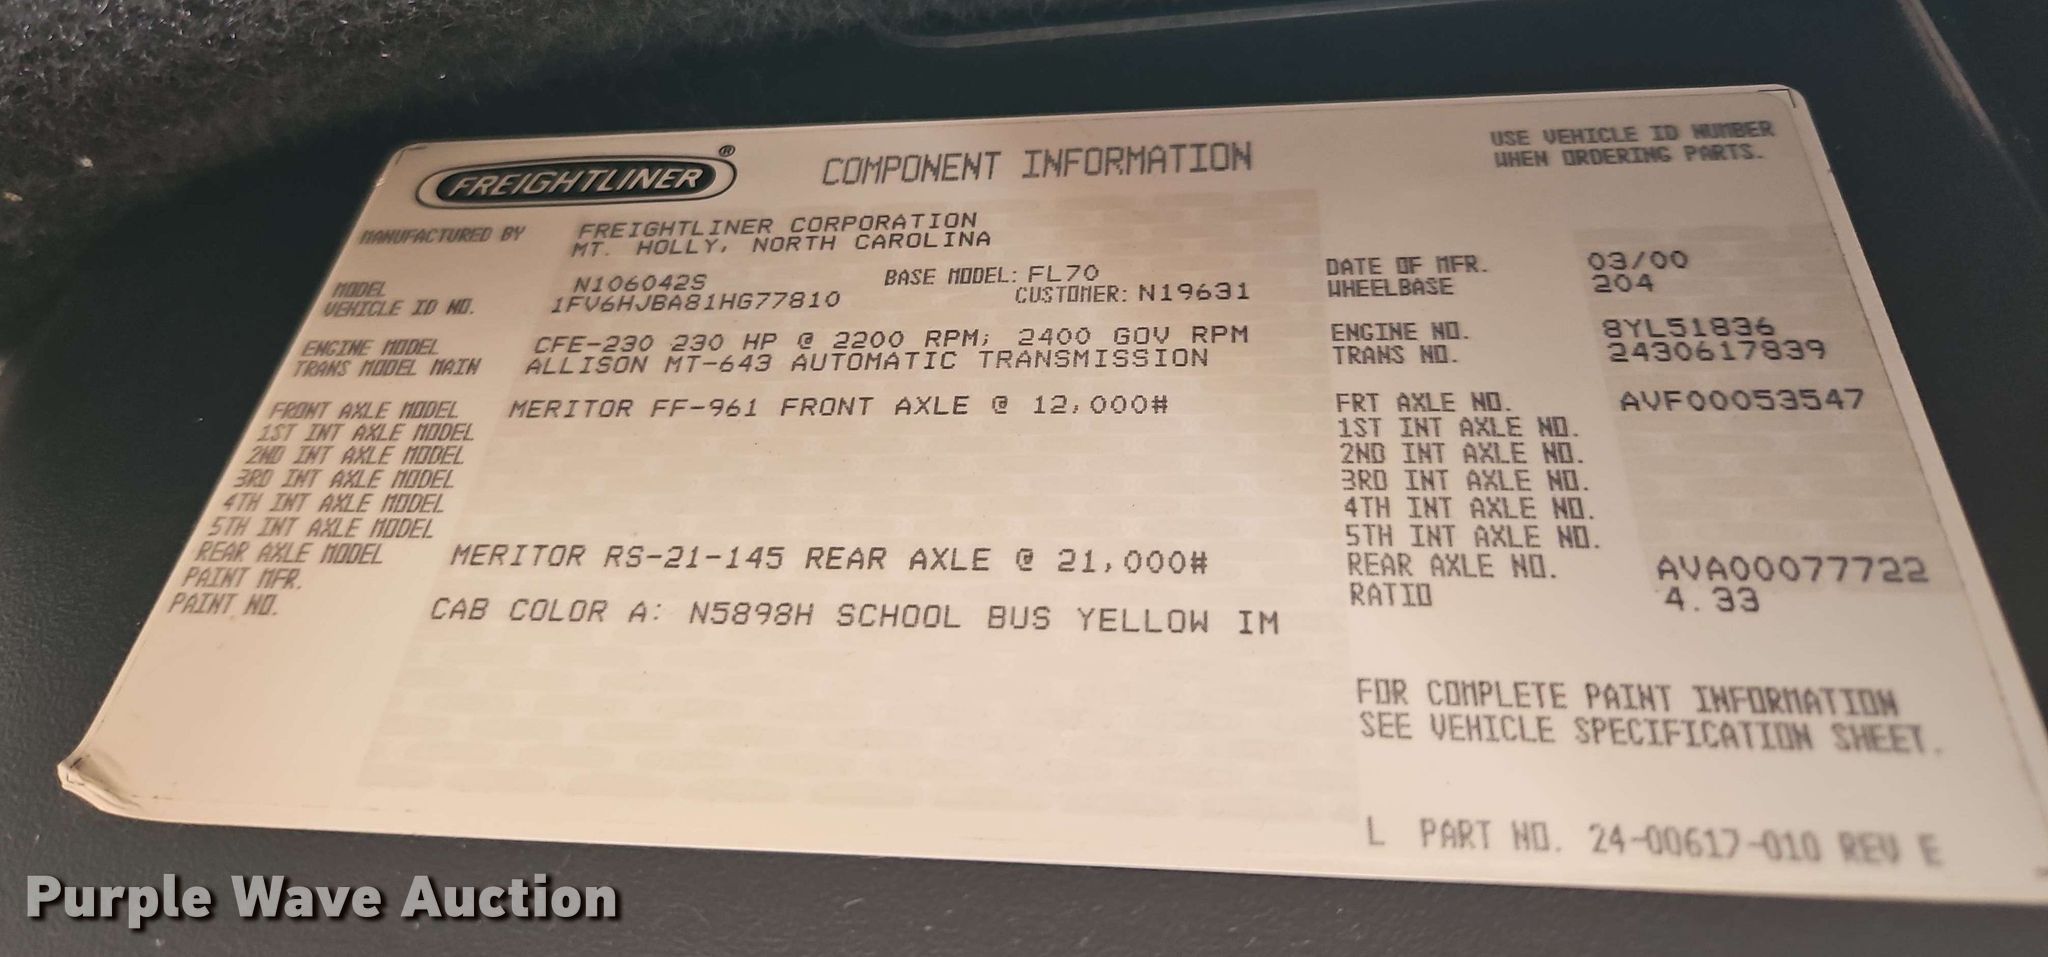 FREIGHTLINER®
COMPONENT INFORMATION
USE VEHICLE ID NUMBER
WHEN ORDERING PARTS.
MANUFACTURED BY FREIGHTLINER CORPORATION
MT. HOLLY, NORTH CAROLINA
MODEL N106042S BASE MODEL: FL70 DATE OF MFR. 03/00
VEHICLE ID NO. 1FV6HJBA81HG77810 CUSTOMER: N19631 WHEELBASE 204
ENGINE MODEL CFE-230 230 HP @ 2200 RPM; 2400 GOV RPM ENGINE NO. 8YL51836
TRANS MODEL MAIN ALLISON MT-643 AUTOMATIC TRANSMISSION TRANS NO. 2430617839
FRONT AXLE MODEL MERITOR FF-961 FRONT AXLE @ 12,000# FRT AXLE NO. AVF00053547
1ST INT AXLE MODEL 1ST INT AXLE NO.
2ND INT AXLE MODEL 2ND INT AXLE NO.
3RD INT AXLE MODEL 3RD INT AXLE NO.
4TH INT AXLE MODEL 4TH INT AXLE NO.
5TH INT AXLE MODEL 5TH INT AXLE NO.
REAR AXLE MODEL MERITOR RS-21-145 REAR AXLE @ 21,000# REAR AXLE NO. AVA00077722
PAINT MFR. RATIO 4.33
PAINT NO. CAB COLOR A: N5898H SCHOOL BUS YELLOW IM
FOR COMPLETE PAINT INFORMATION
SEE VEHICLE SPECIFICATION SHEET.
L PART NO. 24-00617-010 REV E
Purple Wave Auction